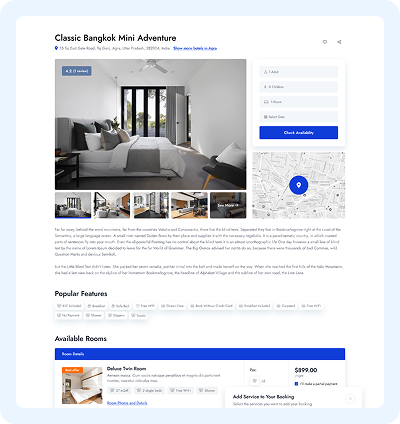 Classic Bangkok Mini Adventure
15 Taj East Gate Road, Taj Ganj, Agra, Utter Pradesh, 282004, India Show more hotels in Agra
4.2 (1 review)
1 Adult
0 Children
1 Room
Select Date
Check Availability
See More
Far far away, behind the word mountains, far from the countries Vokalia and Consonantia, there live the blind texts. Separated they live in Bookmarksgrove right at the coast of the
Semantics, a large language ocean. A small river named Duden flows by their place and supplies it with the necessary regelialia. It is a paradisematic country, in which roasted
parts of sentences fly into your mouth. Even the all-powerful Pointing has no control about the blind texts it is an almost unorthographic life One day however a small line of blind
text by the name of Lorem Ipsum decided to leave for the far World of Grammar. The Big Oxmox advised her not to do so, because there were thousands of bad Commas, wild
Question Marks and devious Semikoli,
but the Little Blind Text didn't listen. She packed her seven versalia, put her initial into the belt and made herself on the way. When she reached the first hills of the Italic Mountains,
she had a last view back on the skyline of her hometown Bookmarksgrove, the headline of Alphabet Village and the subline of her own road, the Line Lane.
Popular Features
Breakfast
Sofa Bed
Free WiFi
Ocean View
Book Without Credit Card
Breakfast Included
Carpeted
Free WiFi
No Payment
Shower
Slippers
Available Rooms
Room Details
Best offer
Deluxe Twin Room
Aenean massa. Cum sociis natoque penatibus et magnis dis parturient
montes, nascetur ridiculus mus.
2 single beds
Free WiFi
Shower
Room Photos and Details
Pax:
x3
$899.00
/night
I'll make a partial payment
Add Service to Your Booking
Select the services you want to add your booking